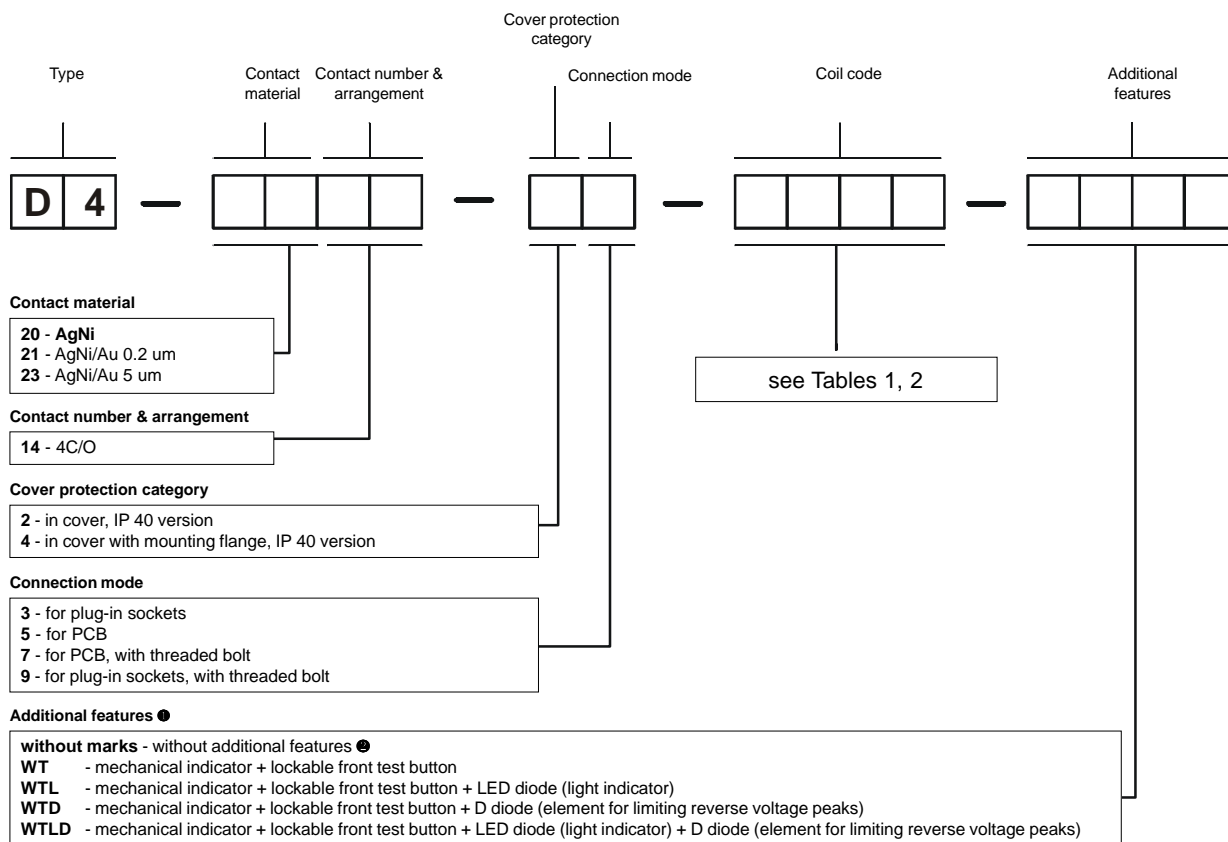 Cover protection
category
Type
Contact
material
Contact number &
arrangement
Connection mode
Coil code
Additional
features
D 4 — — — —
Contact material
20 - AgNi
21 - AgNi/Au 0.2 um
23 - AgNi/Au 5 um
see Tables 1, 2
Contact number & arrangement
14 - 4C/O
Cover protection category
2 - in cover, IP 40 version
4 - in cover with mounting flange, IP 40 version
Connection mode
3 - for plug-in sockets
5 - for PCB
7 - for PCB, with threaded bolt
9 - for plug-in sockets, with threaded bolt
Additional features ❶
without marks - without additional features ❷
WT - mechanical indicator + lockable front test button
WTL - mechanical indicator + lockable front test button + LED diode (light indicator)
WTD - mechanical indicator + lockable front test button + D diode (element for limiting reverse voltage peaks)
WTLD - mechanical indicator + lockable front test button + LED diode (light indicator) + D diode (element for limiting reverse voltage peaks)